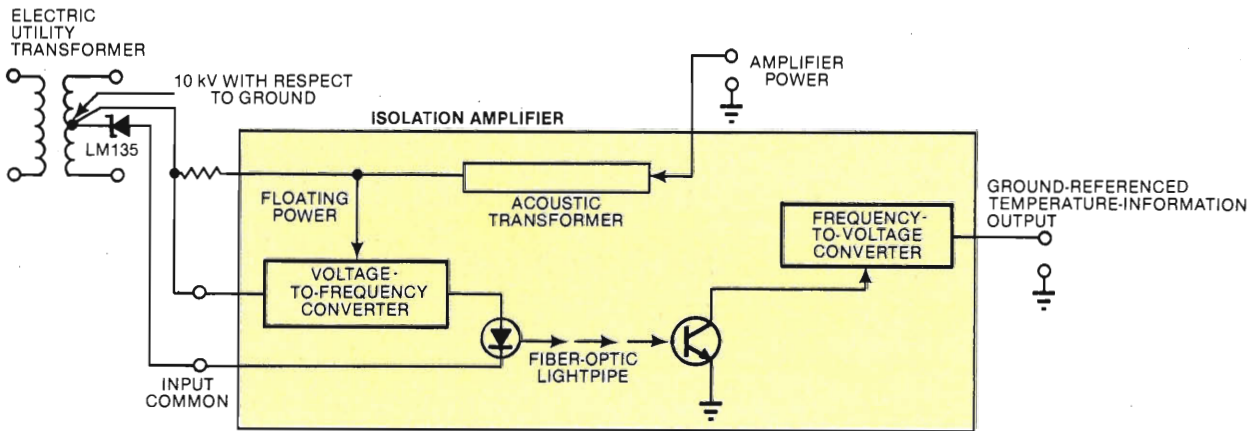 ELECTRIC
UTILITY
TRANSFORMER
10 kV WITH RESPECT
TO GROUND
LM135
AMPLIFIER
POWER
ISOLATION AMPLIFIER
FLOATING
POWER
ACOUSTIC
TRANSFORMER
GROUND-REFERENCED
TEMPERATURE-INFORMATION
OUTPUT
FREQUENCY-
TO-VOLTAGE
CONVERTER
VOLTAGE-
TO-FREQUENCY
CONVERTER
FIBER-OPTIC
LIGHTPIPE
INPUT
COMMON